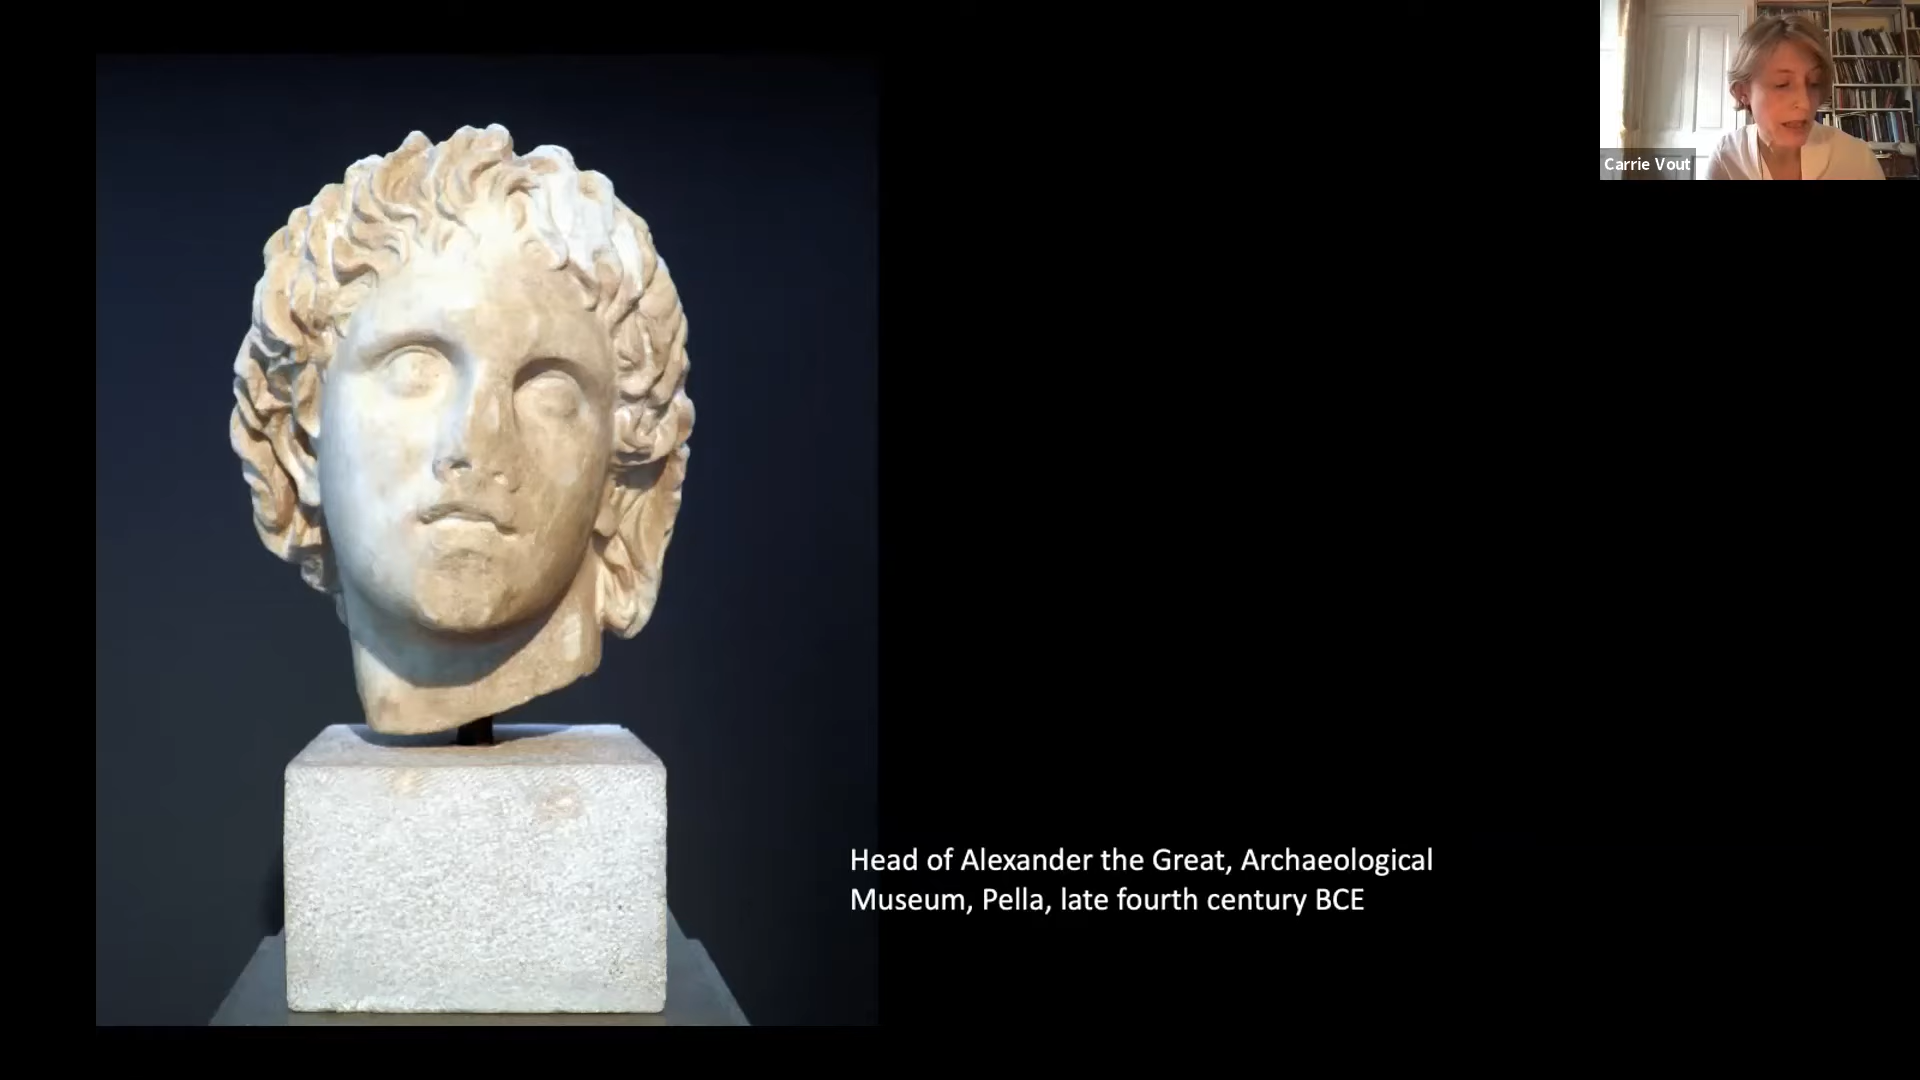 Carrie Vout
Head of Alexander the Great, Archaeological
Museum, Pella, late fourth century BCE